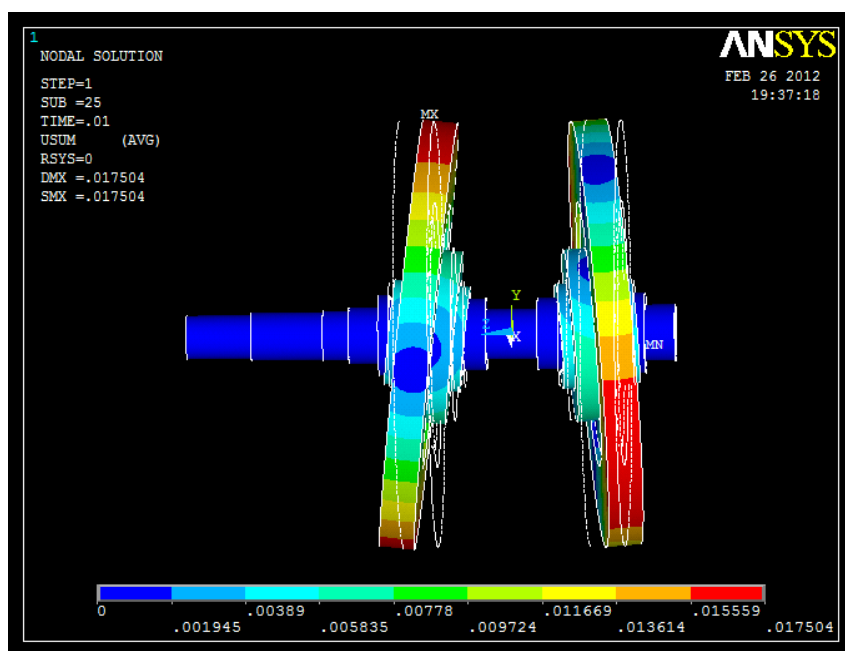 1
NODAL SOLUTION
STEP=1
SUB =25
TIME=.01
USUM (AVG)
RSYS=0
DMX =.017504
SMX =.017504
ANSYS
FEB 26 2012
19:37:18
MX
Y
X
MN
0 .00389 .00778 .011669 .015559
.001945 .005835 .009724 .013614 .017504